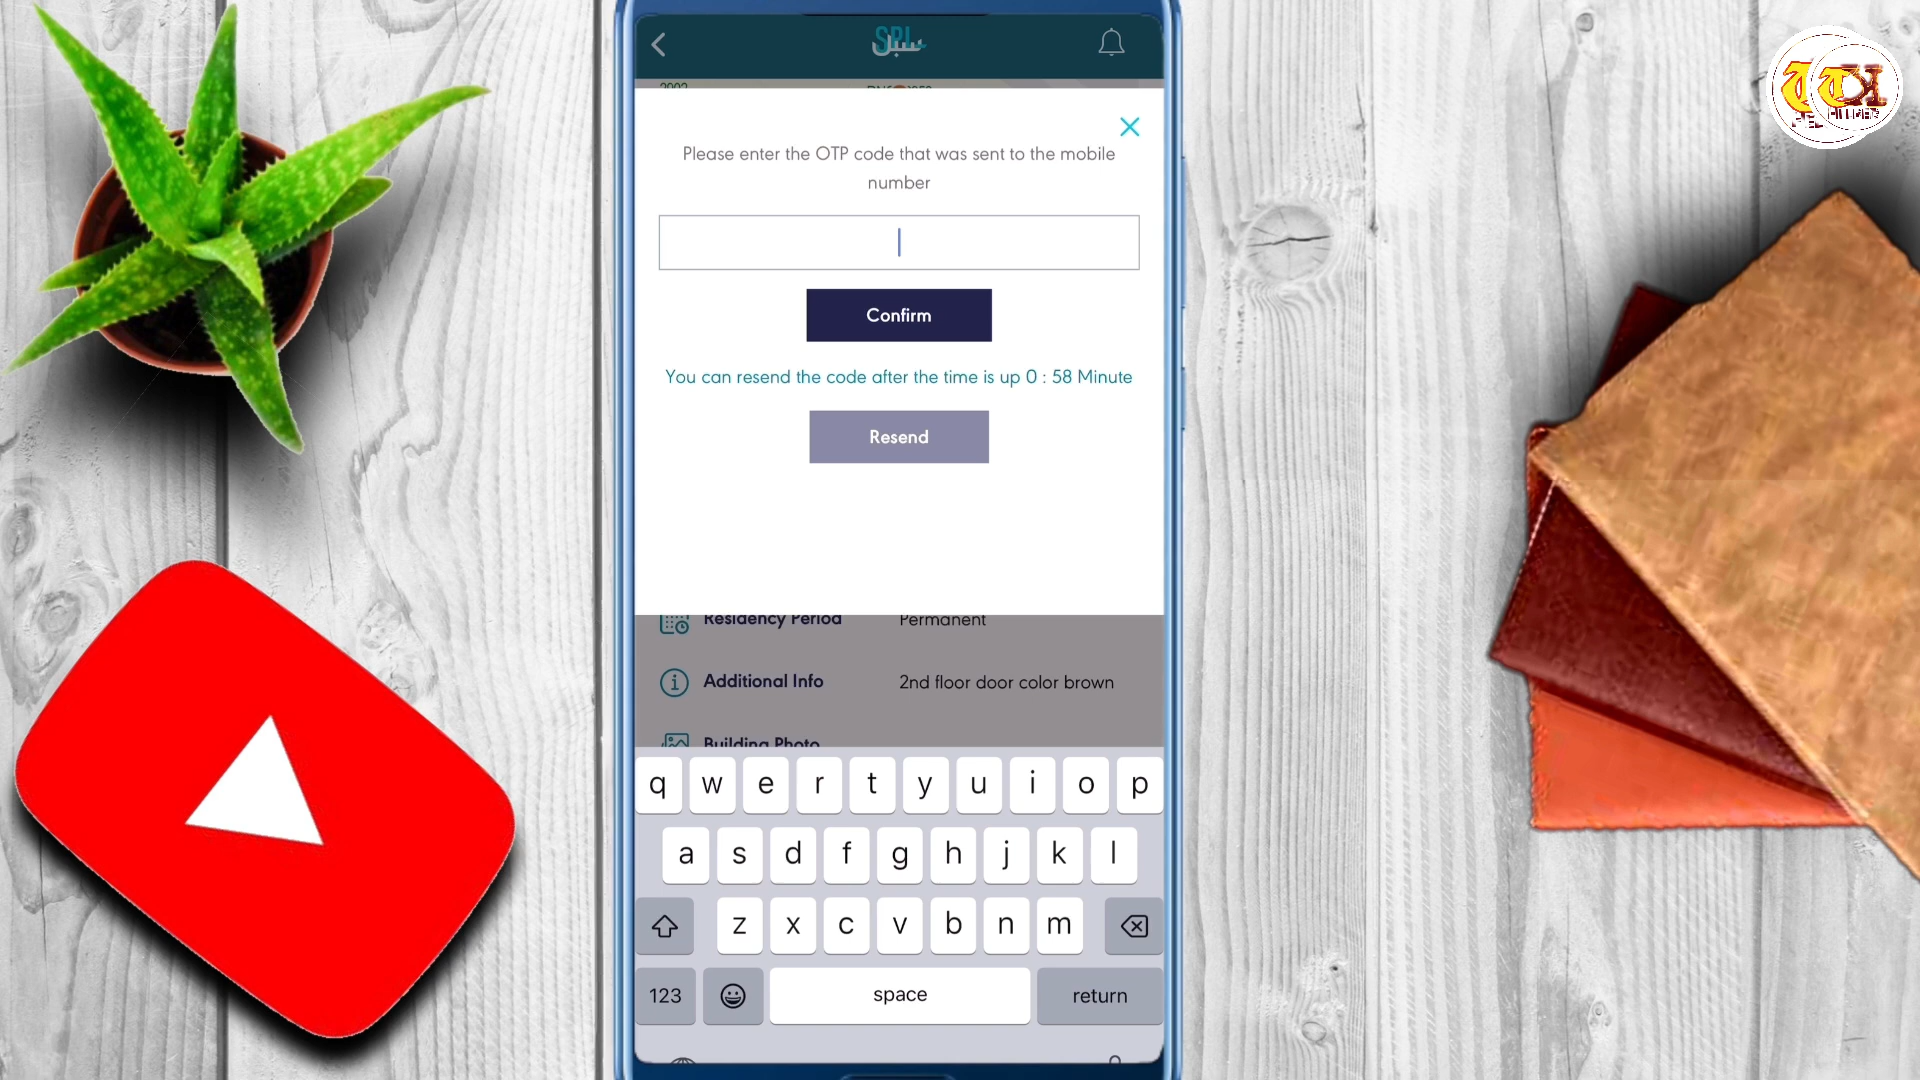 SPL
سبل
Please enter the OTP code that was sent to the mobile
number
Confirm
You can resend the code after the time is up 0 : 58 Minute
Resend
Residency Period Permanent
Additional Info 2nd floor door color brown
Building Photo
q w e r t y u i o p
a s d f g h j k l
z x c v b n m
123 space return